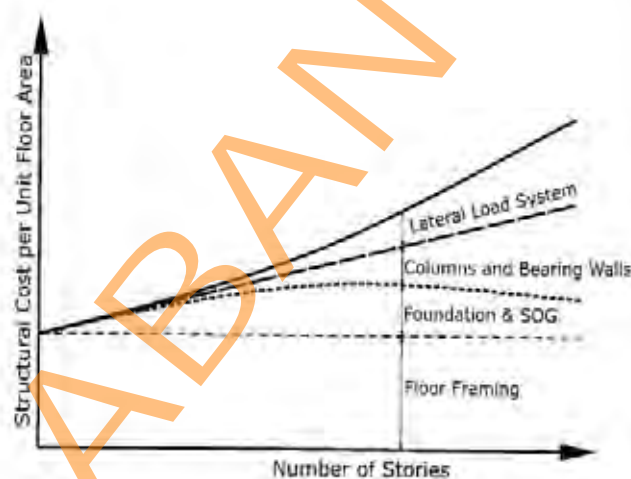 Structural Cost per Unit Floor Area
Lateral Load System
Columns and Bearing Walls
Foundation & SOG
Floor Framing
Number of Stories
ABAN